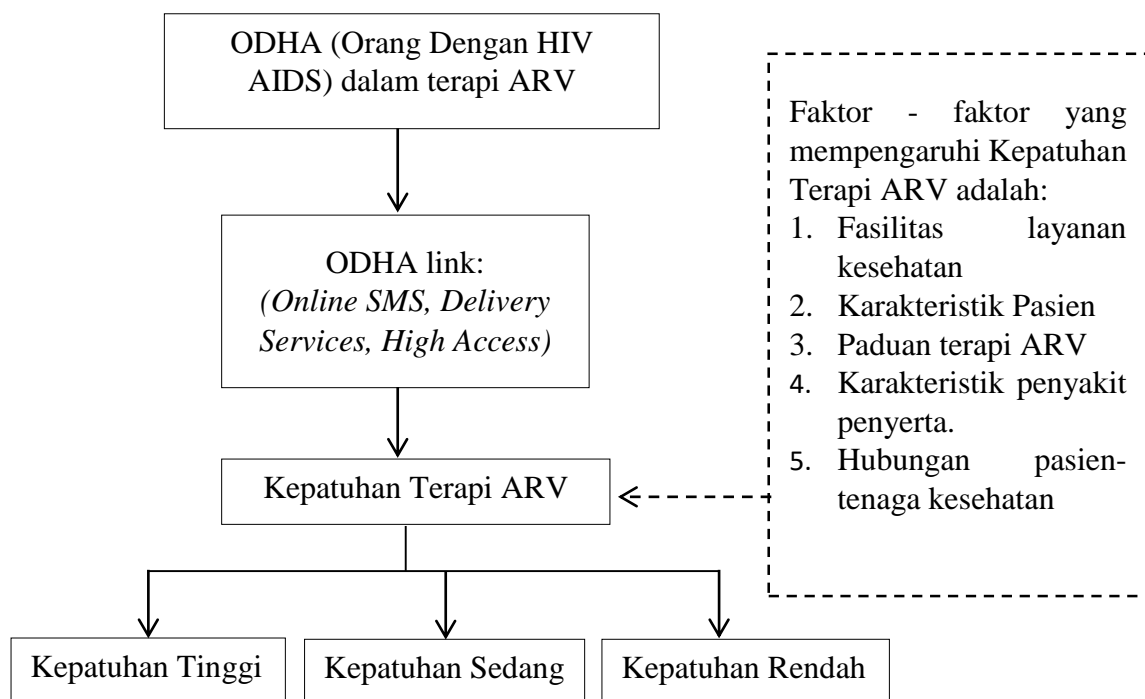 ODHA (Orang Dengan HIV
AIDS) dalam terapi ARV
ODHA link:
(Online SMS, Delivery
Services, High Access)
Kepatuhan Terapi ARV
Kepatuhan Tinggi
Kepatuhan Sedang
Kepatuhan Rendah
Faktor - faktor yang
mempengaruhi Kepatuhan
Terapi ARV adalah:
1. Fasilitas layanan
kesehatan
2. Karakteristik Pasien
3. Paduan terapi ARV
4. Karakteristik penyakit
penyerta.
5. Hubungan pasien-
tenaga kesehatan